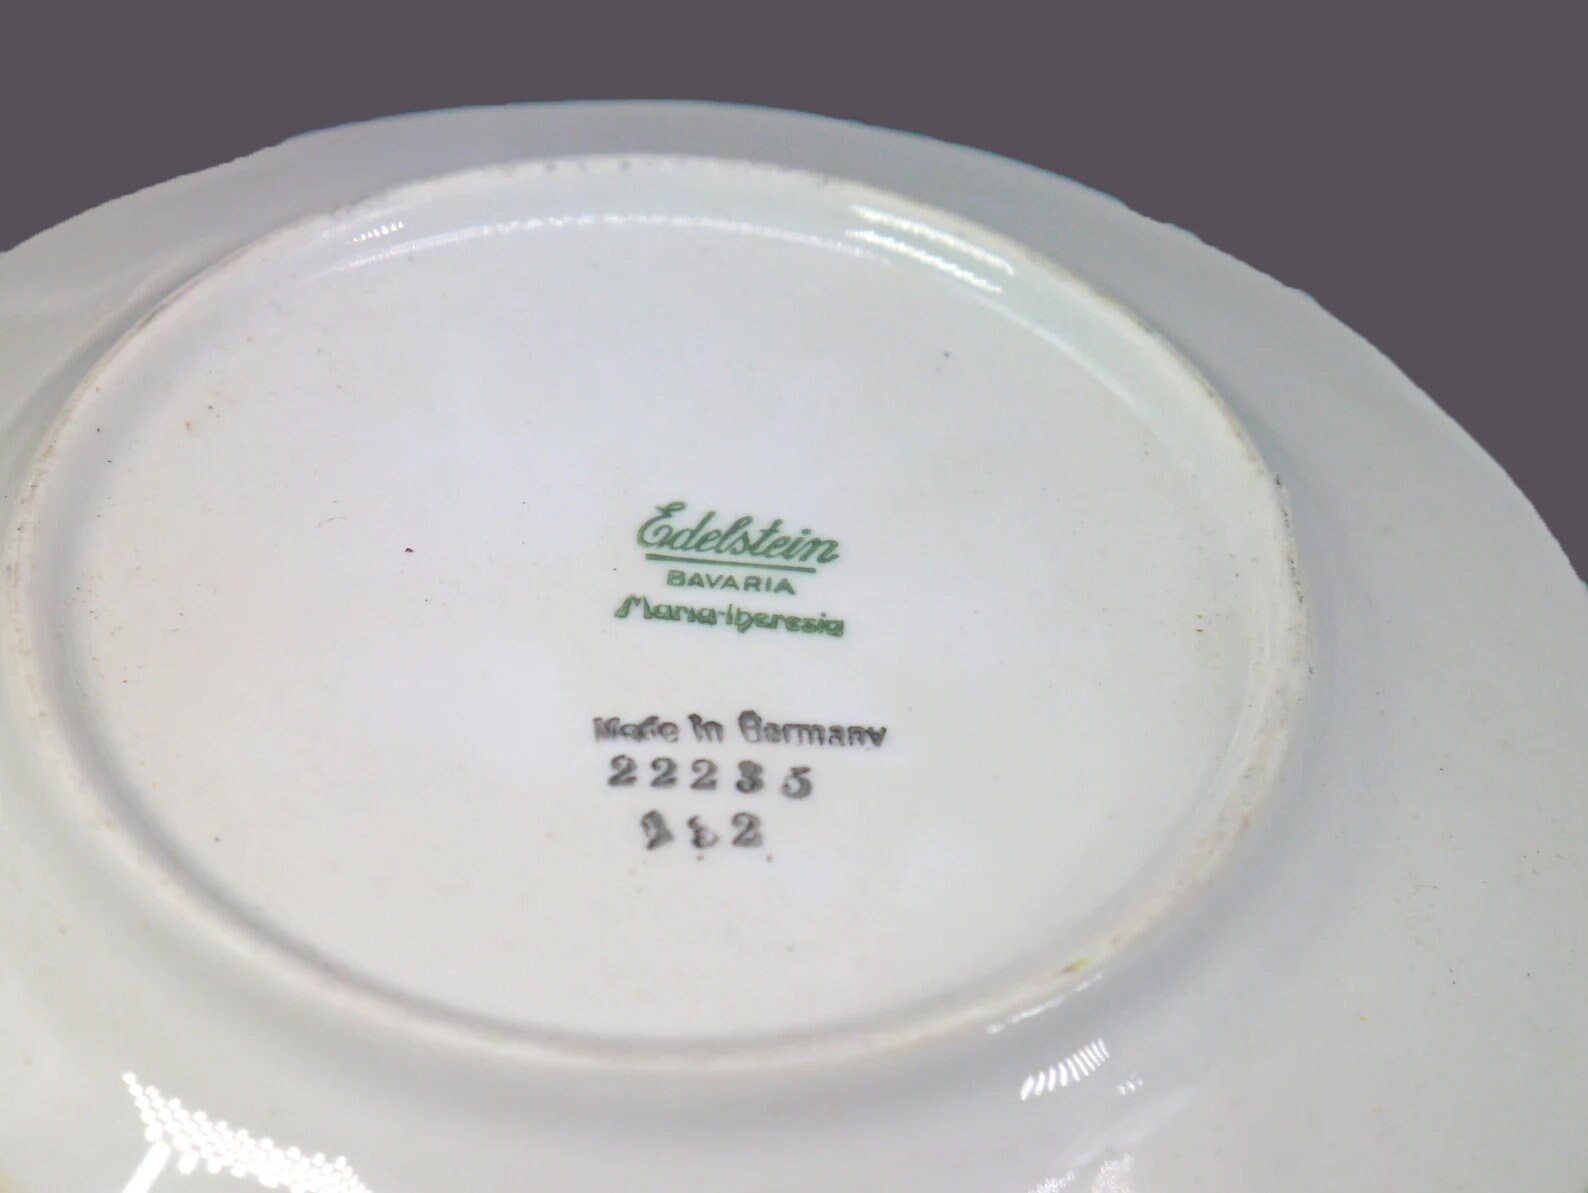 Edelstein
BAVARIA
Maria-Theresia
Made in Germany
22235